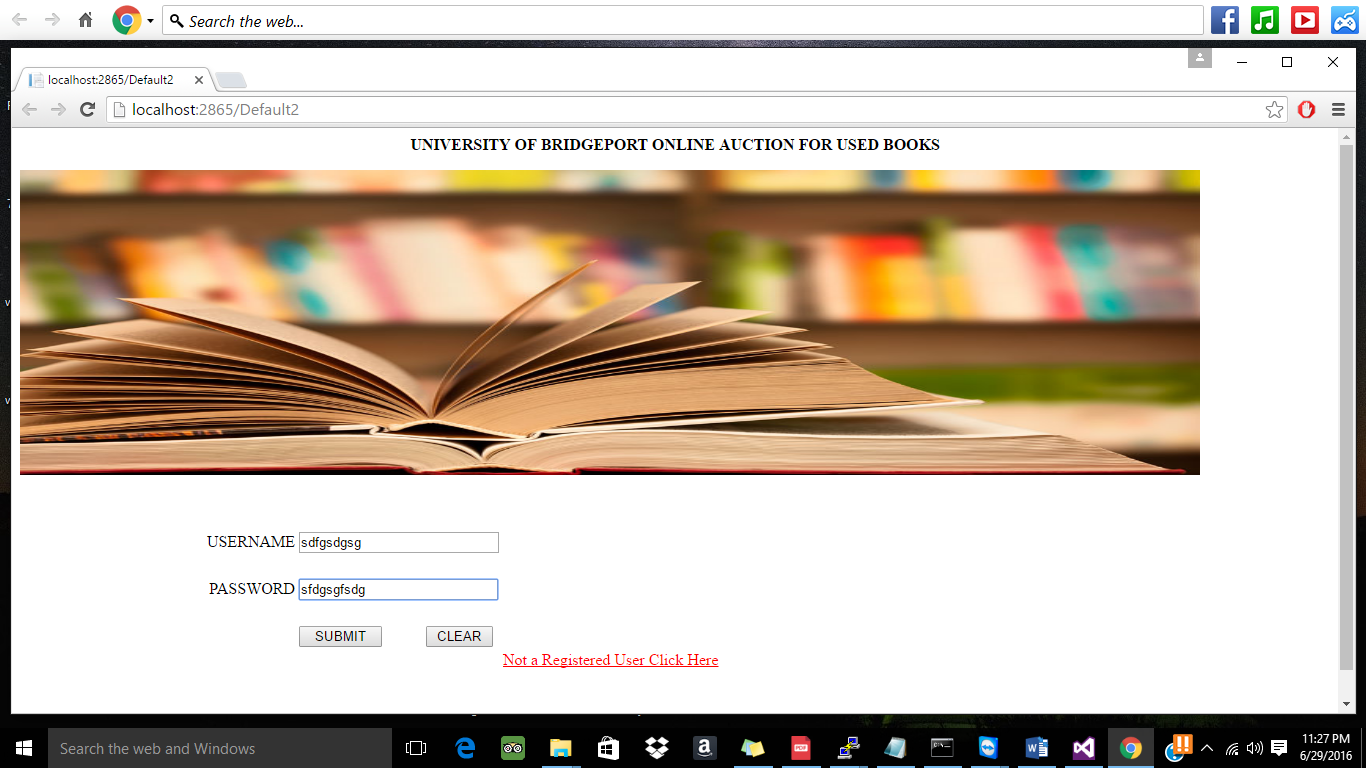 Search the web...
localhost:2865/Default2
localhost:2865/Default2
UNIVERSITY OF BRIDGEPORT ONLINE AUCTION FOR USED BOOKS
USERNAME sdfgsdgsg
PASSWORD sfdgsgfsdg
SUBMIT CLEAR
Not a Registered User Click Here
Search the web and Windows
11:27 PM
6/29/2016